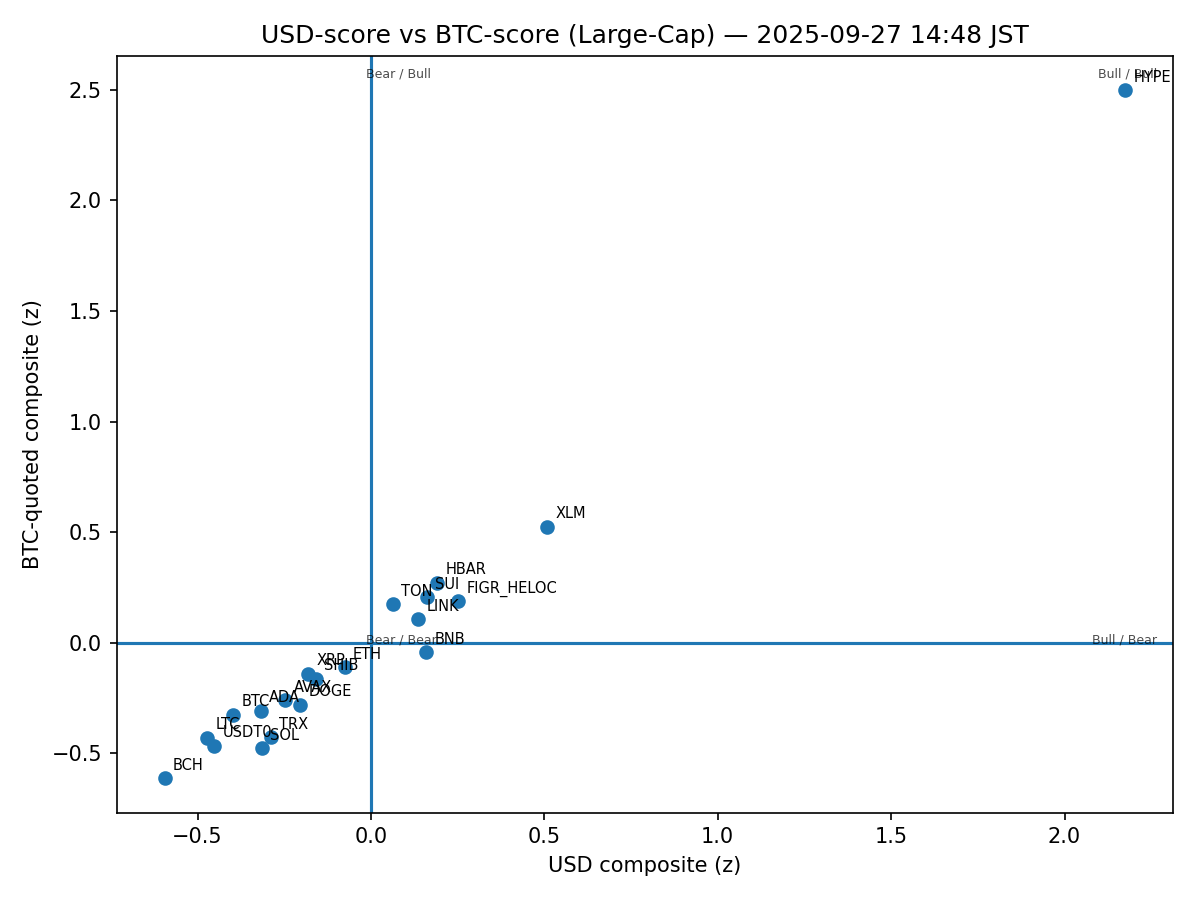 USD-score vs BTC-score (Large-Cap) — 2025-09-27 14:48 JST
Bear / Bull
Bull / Bull
HYPE
2.5
2.0
1.5
1.0
0.5
0.0
−0.5
BTC-quoted composite (z)
XLM
HBAR
SUI
FIGR_HELOC
TON
LINK
BNB
Bear / Bear
Bull / Bear
ETH
XRP
SHIB
AVAX
DOGE
ADA
BTC
LTC
TRX
USDT0
SOL
BCH
−0.5
0.0
0.5
1.0
1.5
2.0
USD composite (z)